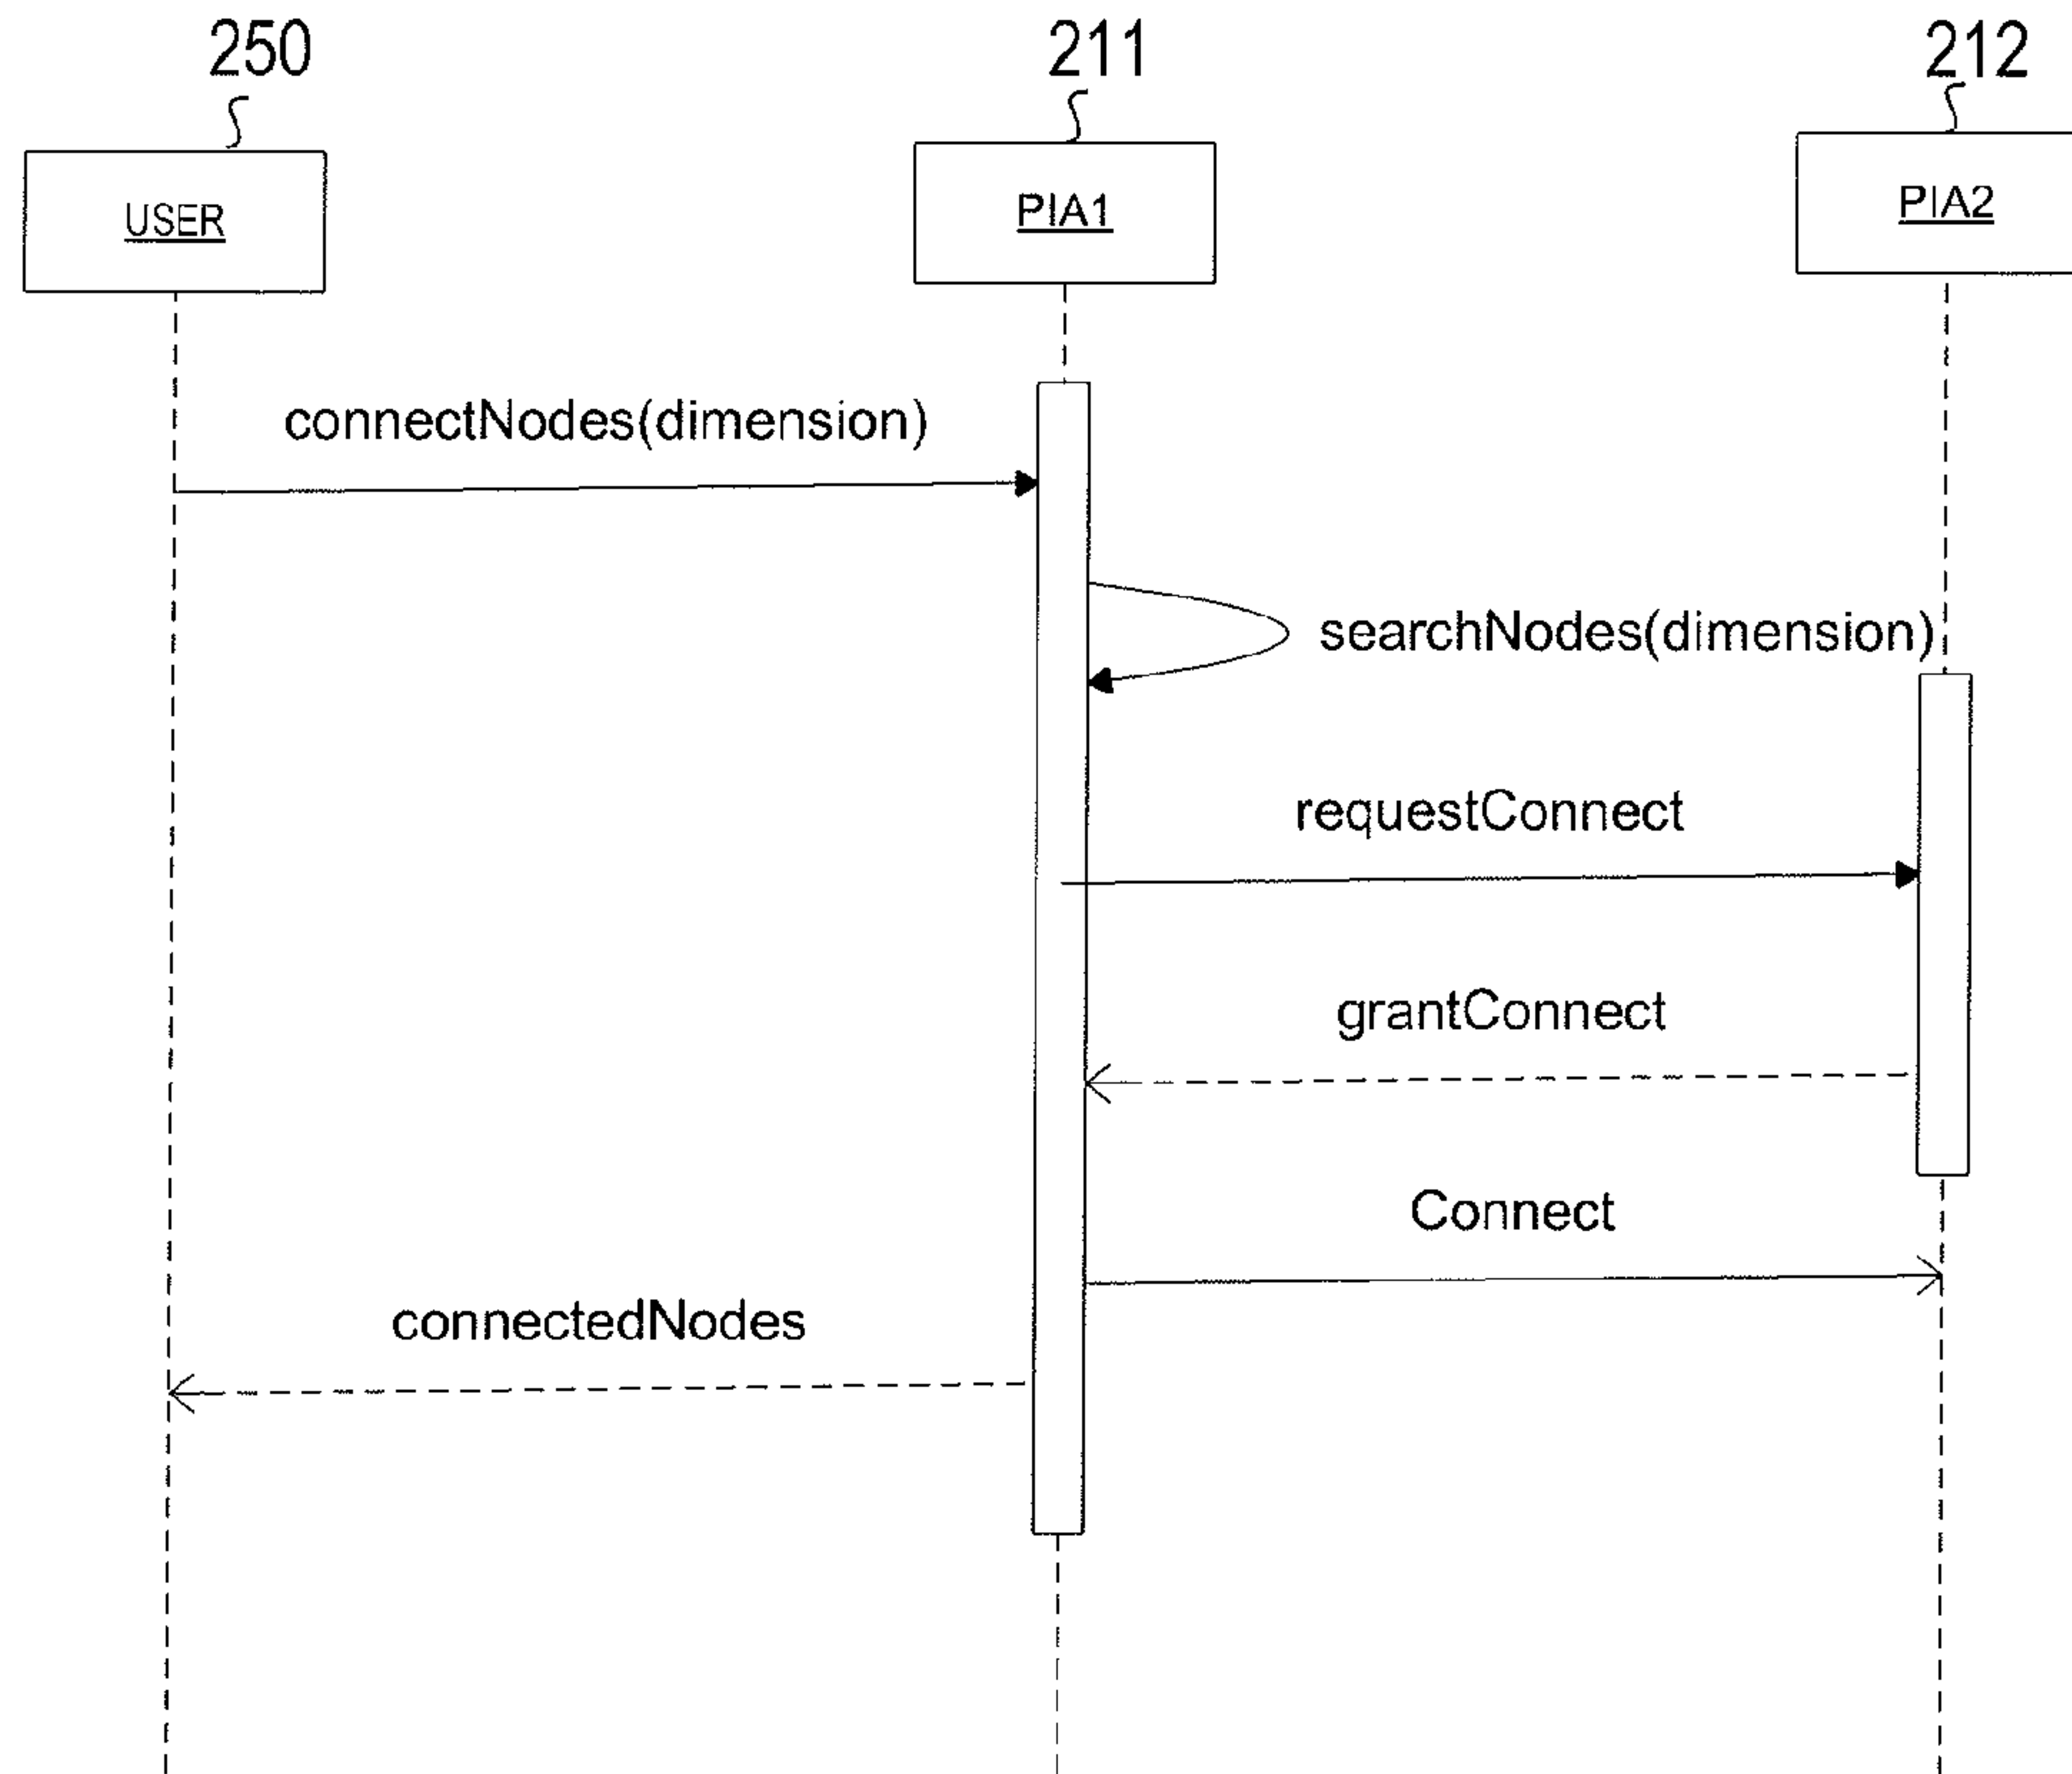 250
211
212
USER
PIA1
PIA2
connectNodes(dimension)
searchNodes(dimension)
requestConnect
grantConnect
Connect
connectedNodes